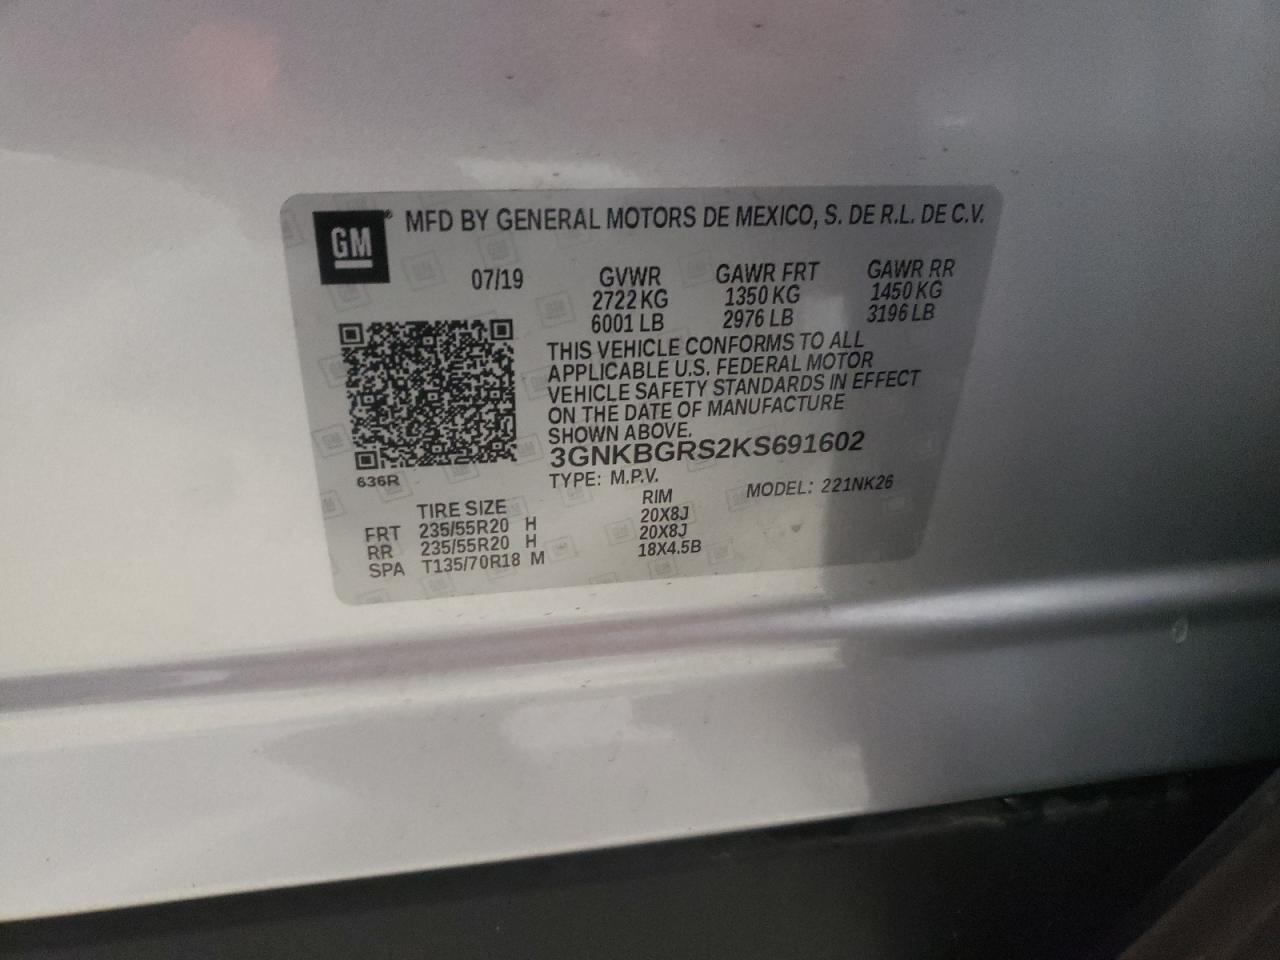 GM
MFD BY GENERAL MOTORS DE MEXICO, S. DE R.L. DE C.V.
07/19 GVWR GAWR FRT GAWR RR
2722 KG 1350 KG 1450 KG
6001 LB 2976 LB 3196 LB
THIS VEHICLE CONFORMS TO ALL
APPLICABLE U.S. FEDERAL MOTOR
VEHICLE SAFETY STANDARDS IN EFFECT
ON THE DATE OF MANUFACTURE
SHOWN ABOVE.
3GNKBGRS2KS691602
636R
TYPE: M.P.V. MODEL: 221NK26
TIRE SIZE RIM
FRT 235/55R20 H 20X8J
RR 235/55R20 H 20X8J
SPA T135/70R18 M 18X4.5B